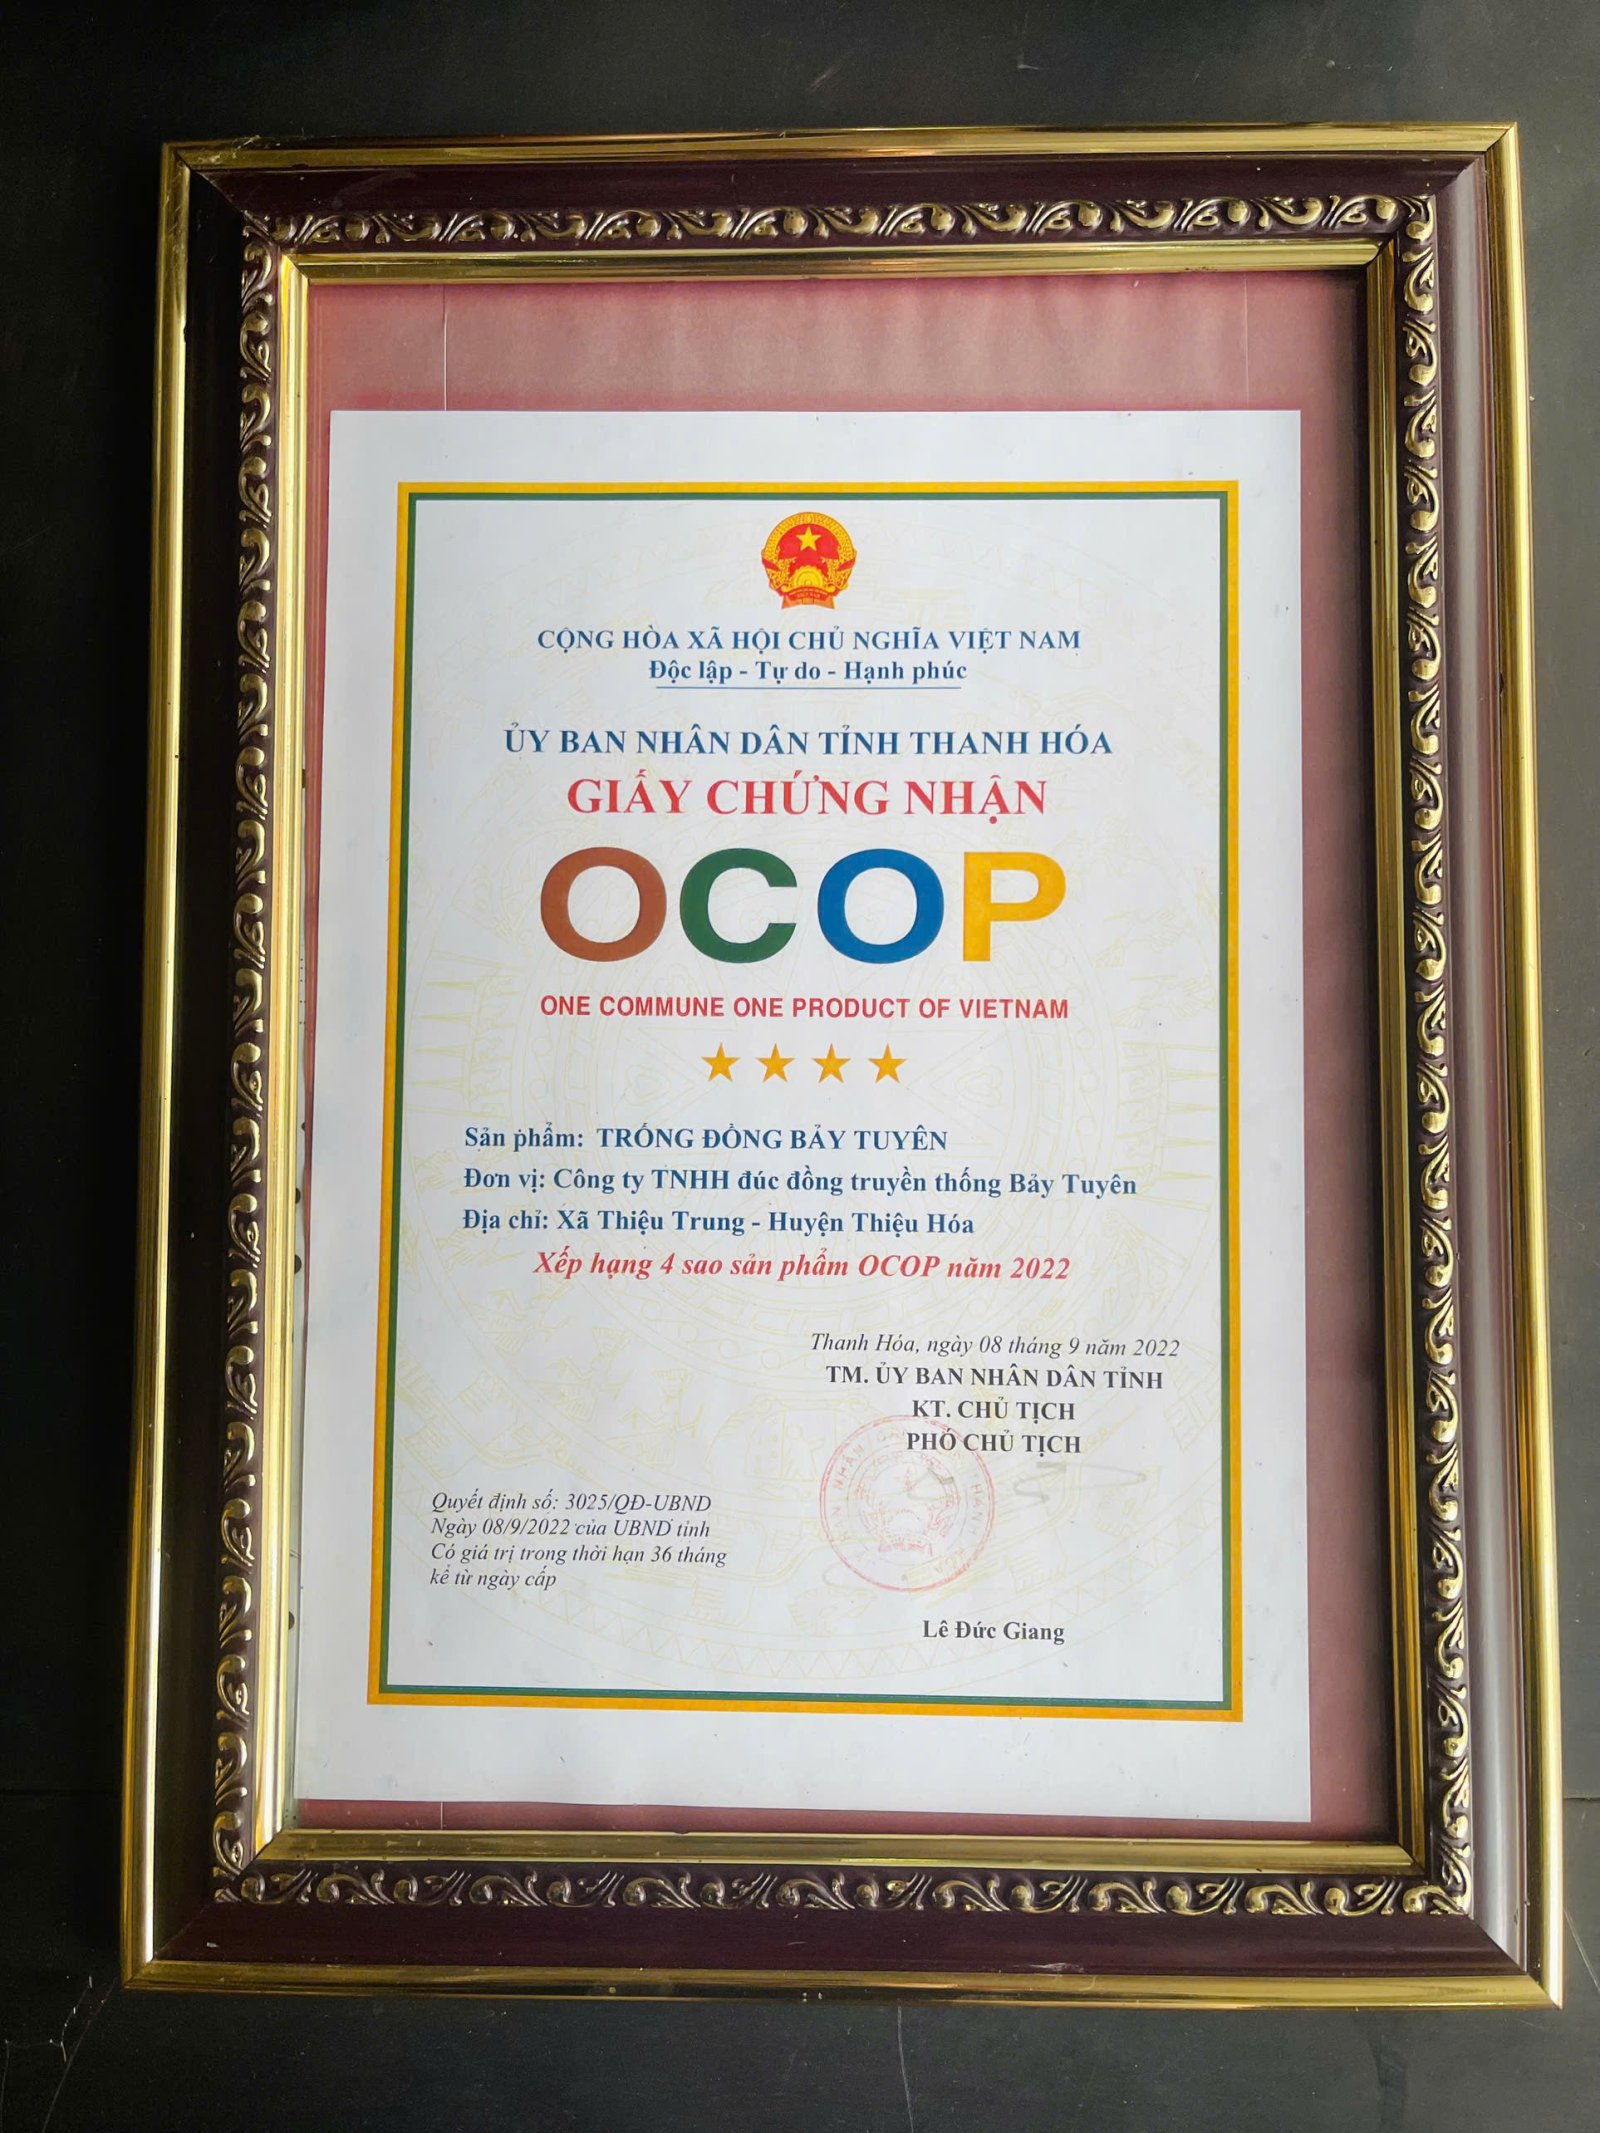 CỘNG HÒA XÃ HỘI CHỦ NGHĨA VIỆT NAM
Độc lập - Tự do - Hạnh phúc
ỦY BAN NHÂN DÂN TỈNH THANH HÓA
GIẤY CHỨNG NHẬN
OCOP
ONE COMMUNE ONE PRODUCT OF VIETNAM
Sản phẩm: TRỐNG ĐỒNG BẢY TUYÊN
Đơn vị: Công ty TNHH đúc đồng truyền thống Bảy Tuyên
Địa chỉ: Xã Thiệu Trung - Huyện Thiệu Hóa
Xếp hạng 4 sao sản phẩm OCOP năm 2022
Thanh Hóa, ngày 08 tháng 9 năm 2022
TM. ỦY BAN NHÂN DÂN TỈNH
KT. CHỦ TỊCH
PHÓ CHỦ TỊCH
Quyết định số: 3025/QĐ-UBND
Ngày 08/9/2022 của UBND tỉnh
Có giá trị trong thời hạn 36 tháng
kể từ ngày cấp
Lê Đức Giang